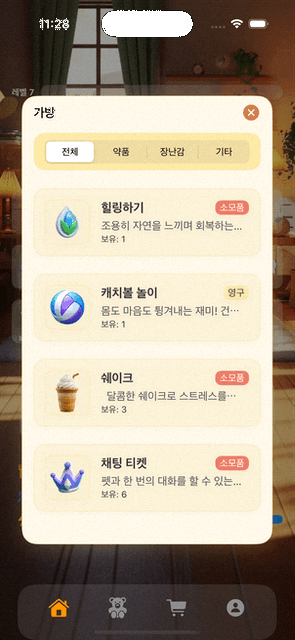 11:28
레벨 7
가방
전체
약품
장난감
기타
힐링하기
소모품
조용히 자연을 느끼며 회복하는...
보유: 1
캐치볼 놀이
영구
몸도 마음도 튕겨내는 재미! 건...
보유: 1
쉐이크
소모품
달콤한 쉐이크로 스트레스를...
보유: 3
채팅 티켓
소모품
펫과 한 번의 대화를 할 수 있는...
보유: 6